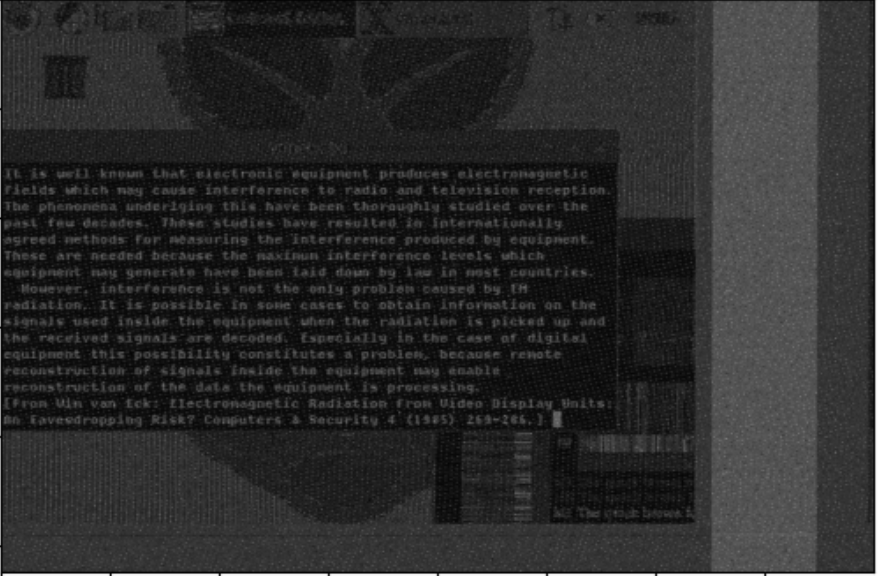 It is well known that electronic equipment produces electromagnetic
fields which may cause interference to radio and television reception.
The phenomena underlying this have been thoroughly studied over the
past few decades. These studies have resulted in internationally
agreed methods for measuring the interference produced by equipment.
These are needed because the maximum interference levels which
equipment may generate have been laid down by law in most countries.
However, interference is not the only problem caused by EM
radiation. It is possible in some cases to obtain information on the
signals used inside the equipment when the radiation is picked up and
the received signals are decoded. Especially in the case of digital
equipment this possibility constitutes a problem, because remote
reconstruction of signals inside the equipment may enable
reconstruction of the data the equipment is processing.
[From Wim van Eck: Electromagnetic Radiation from Video Display Units:
An Eavesdropping Risk? Computers & Security 4 (1985) 269-286.]
The quick brown